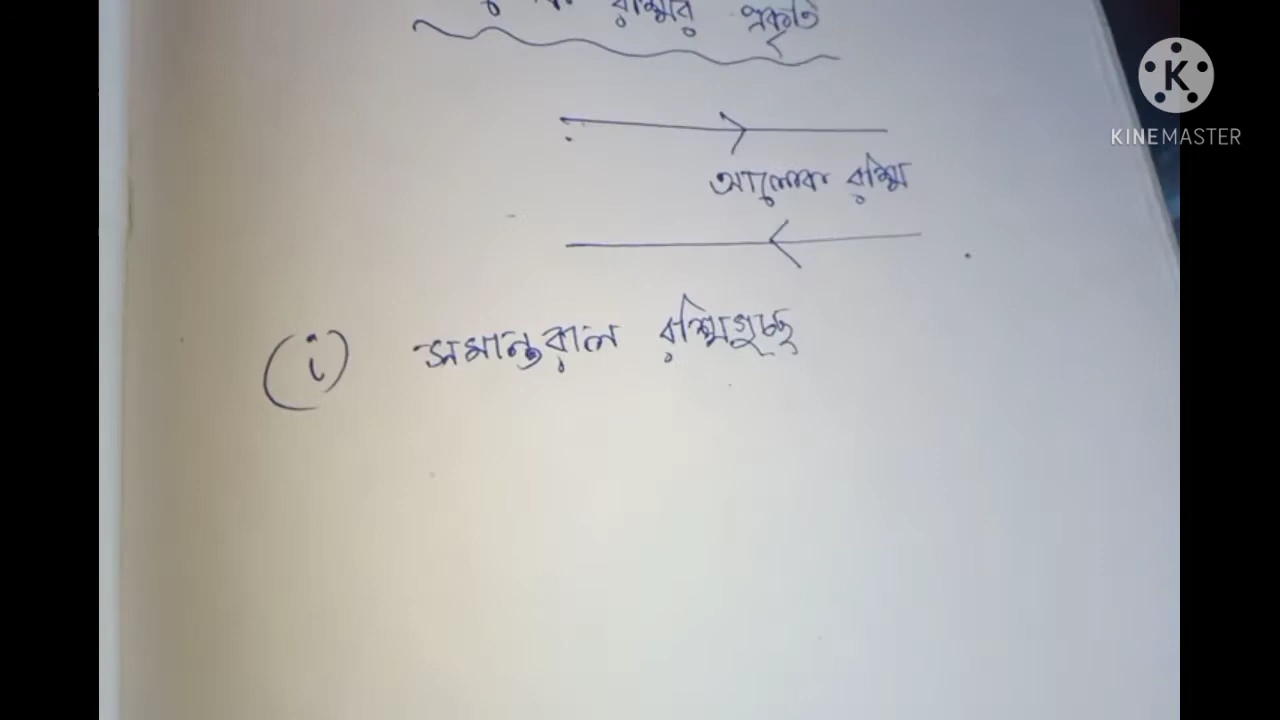 রশ্মির প্রকৃতি
K
KINEMASTER
আলোক রশ্মি
(i) সমান্তরাল রশ্মিগুচ্ছ